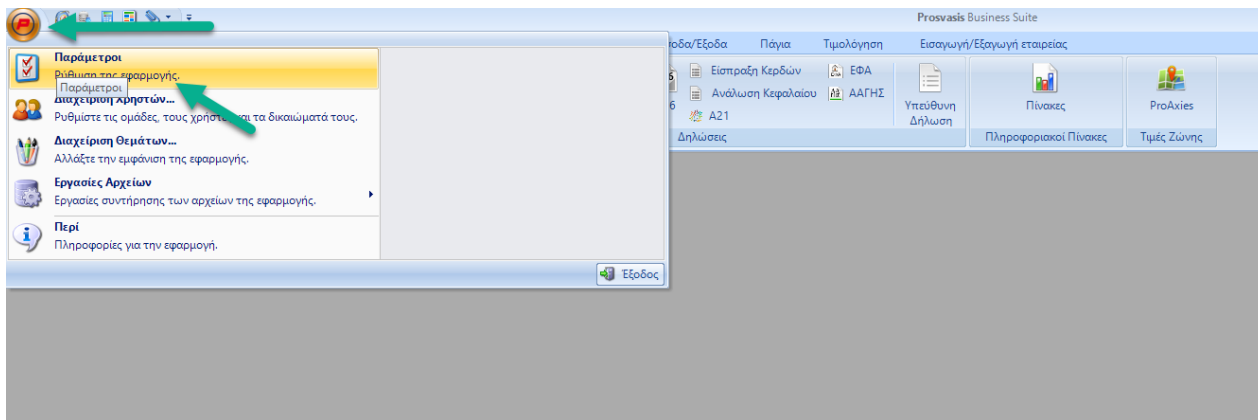 Prosvasis Business Suite
Έξοδα Πάγια Τιμολόγηση Εισαγωγή/Εξαγωγή εταιρείας
Παράμετροι
Ρύθμιση της εφαρμογής.
Παράμετροι
Διαχείριση Χρηστών...
Ρυθμίστε τις ομάδες, τους και τα δικαιώματά τους.
Διαχείριση Θεμάτων...
Αλλάξτε την εμφάνιση της εφαρμογής.
Εργασίες Αρχείων
Εργασίες συντήρησης των αρχείων της εφαρμογής.
Περί
Πληροφορίες για την εφαρμογή.
Έξοδος
Είσπραξη Κερδών
Ανάλωση Κεφαλαίου
Α21
ΕΦΑ
ΑΑΓΗΣ
Υπεύθυνη
Δήλωση
Δηλώσεις
Πίνακες
Πληροφοριακοί Πίνακες
ProAxies
Τιμές Ζώνης